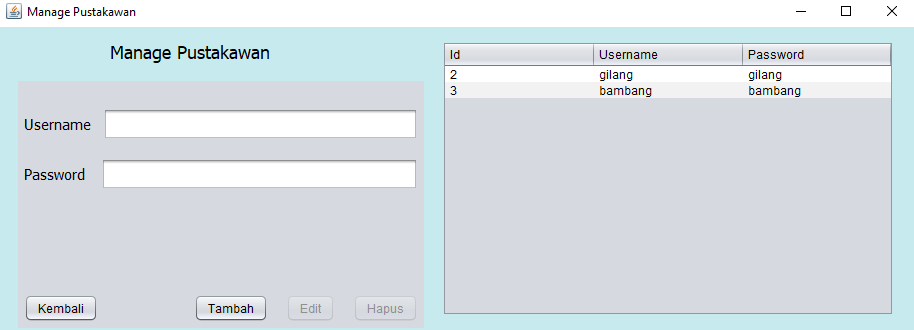 Manage Pustakawan
Manage Pustakawan
Username
Password
Kembali Tambah Edit Hapus
Id Username Password
2 gilang gilang
3 bambang bambang